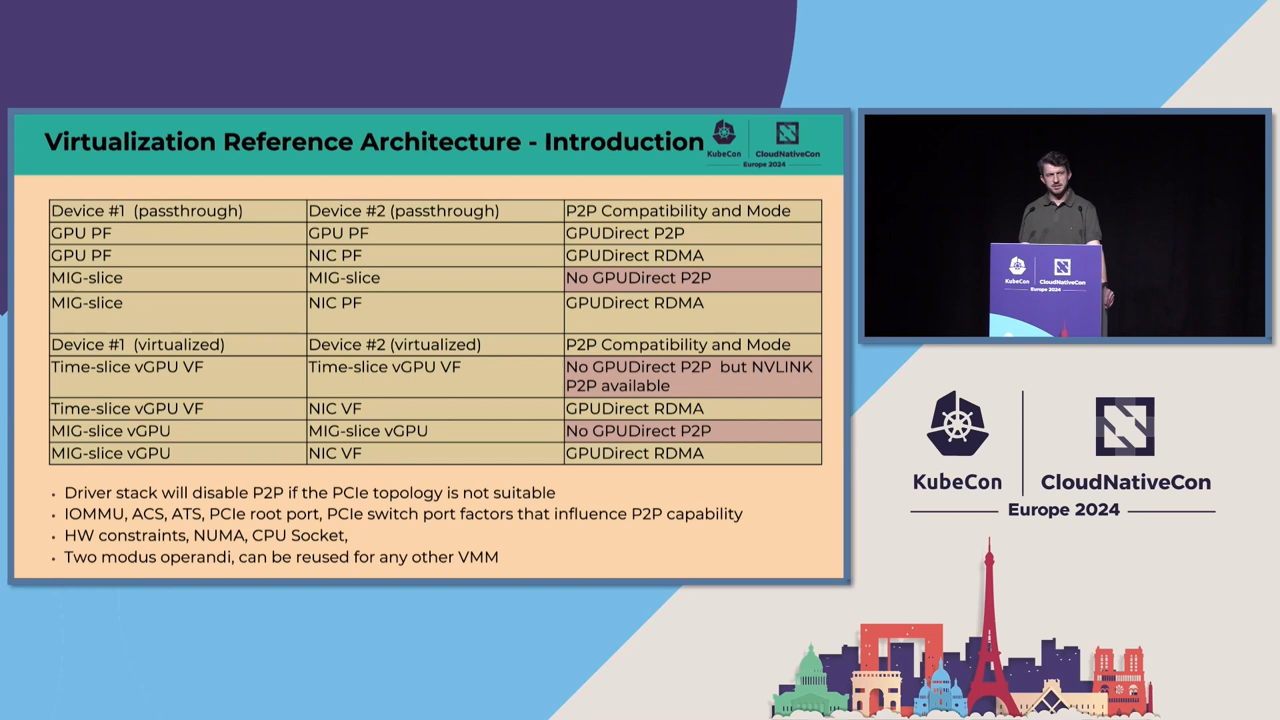 Virtualization Reference Architecture - Introduction
KubeCon
CloudNativeCon
Europe 2024
Device #1 (passthrough) Device #2 (passthrough) P2P Compatibility and Mode
GPU PF GPU PF GPUDirect P2P
GPU PF NIC PF GPUDirect RDMA
MIG-slice MIG-slice No GPUDirect P2P
MIG-slice NIC PF GPUDirect RDMA
Device #1 (virtualized) Device #2 (virtualized) P2P Compatibility and Mode
Time-slice vGPU VF Time-slice vGPU VF No GPUDirect P2P but NVLINK
P2P available
Time-slice vGPU VF NIC VF GPUDirect RDMA
MIG-slice vGPU MIG-slice vGPU No GPUDirect P2P
MIG-slice vGPU NIC VF GPUDirect RDMA
• Driver stack will disable P2P if the PCIe topology is not suitable
• IOMMU, ACS, ATS, PCIe root port, PCIe switch port factors that influence P2P capability
• HW constraints, NUMA, CPU Socket,
• Two modus operandi, can be reused for any other VMM
KubeCon
CloudNativeCon
Europe 2024
KubeCon
CloudNativeCon
Europe 2024